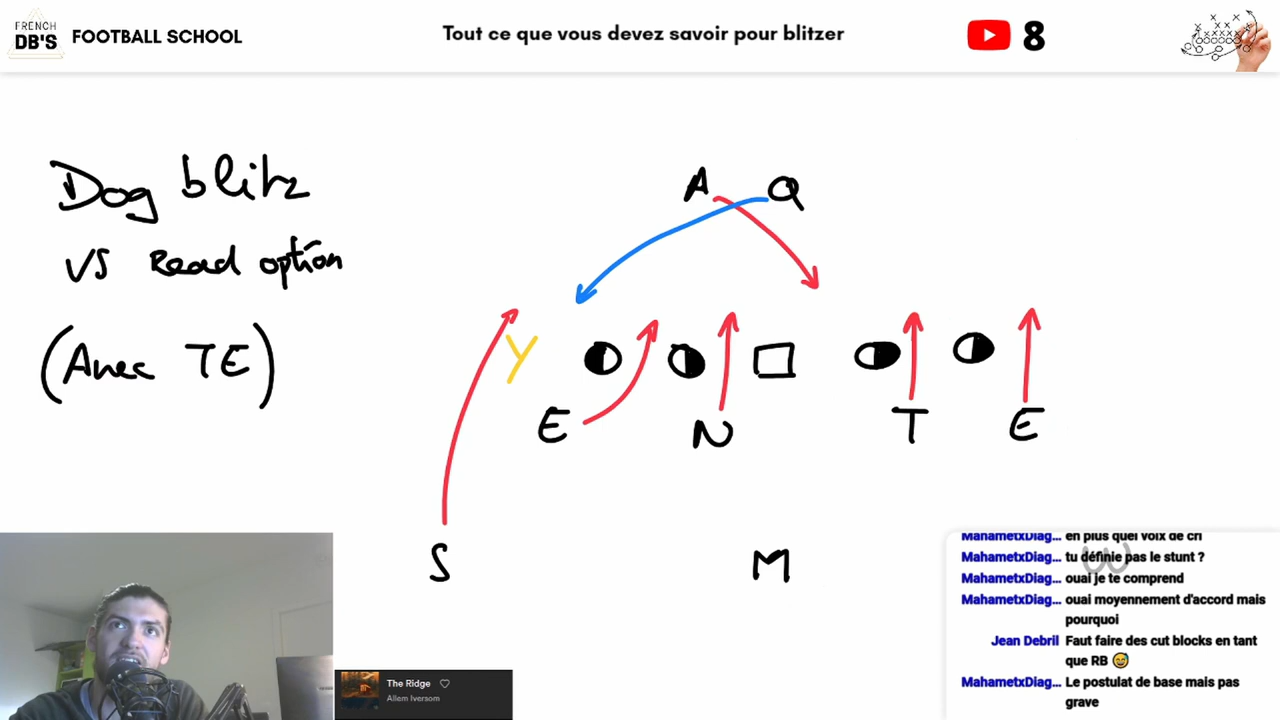 FRENCH
DB'S
FOOTBALL SCHOOL
Tout ce que vous devez savoir pour blitzer
8
Dog blitz
vs Read option
(Avec TE)
A Q
Y
E N T E
S M W
MahametxDiag... en plus quel voix de cri
MahametxDiag... tu définie pas le stunt ?
MahametxDiag... ouai je te comprend
MahametxDiag... ouai moyennement d'accord mais
pourquoi
Jean Debril Faut faire des cut blocks en tant
que RB 😅
MahametxDiag... Le postulat de base mais pas
grave
The Ridge
Allem Iversom